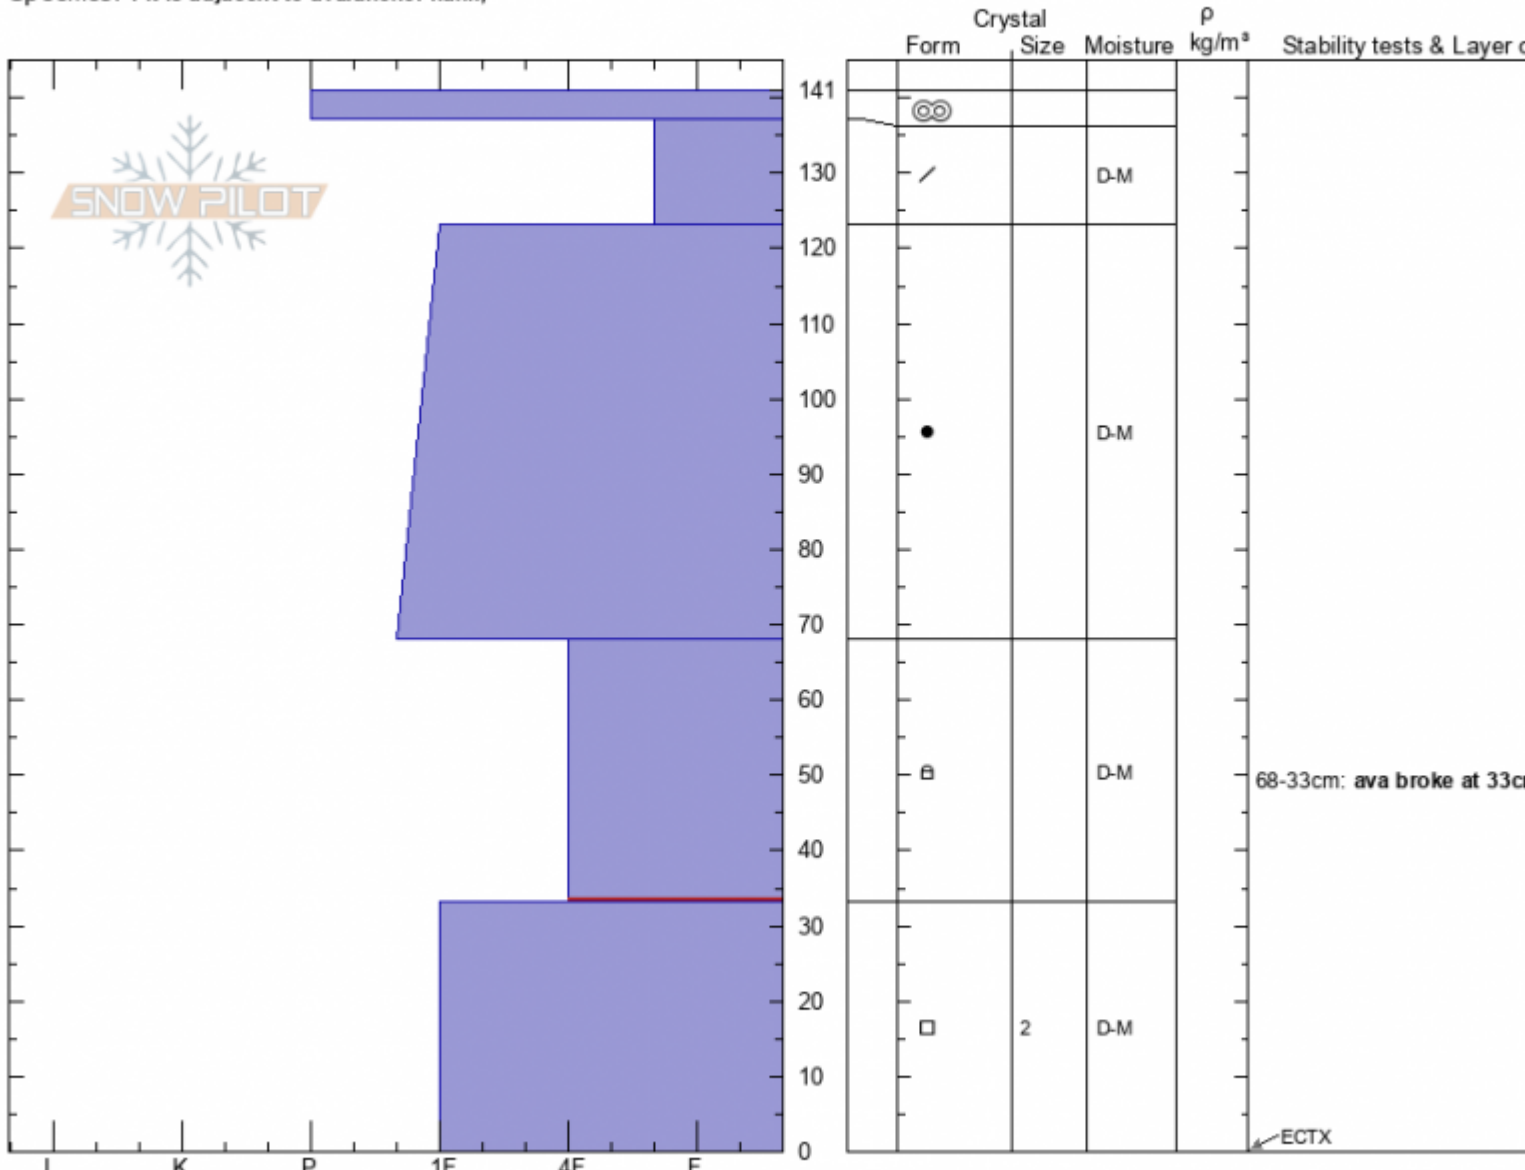 Crystal
ρ
Form Size Moisture kg/m³ Stability tests & Layer c
141
SNOW PILOT
130 D-M
120
110
100
D-M
90
80
70
60
50 D-M
68-33cm: ava broke at 33c
40
30
20
2 D-M
10
ECTX
0
I K P 1F 4F F